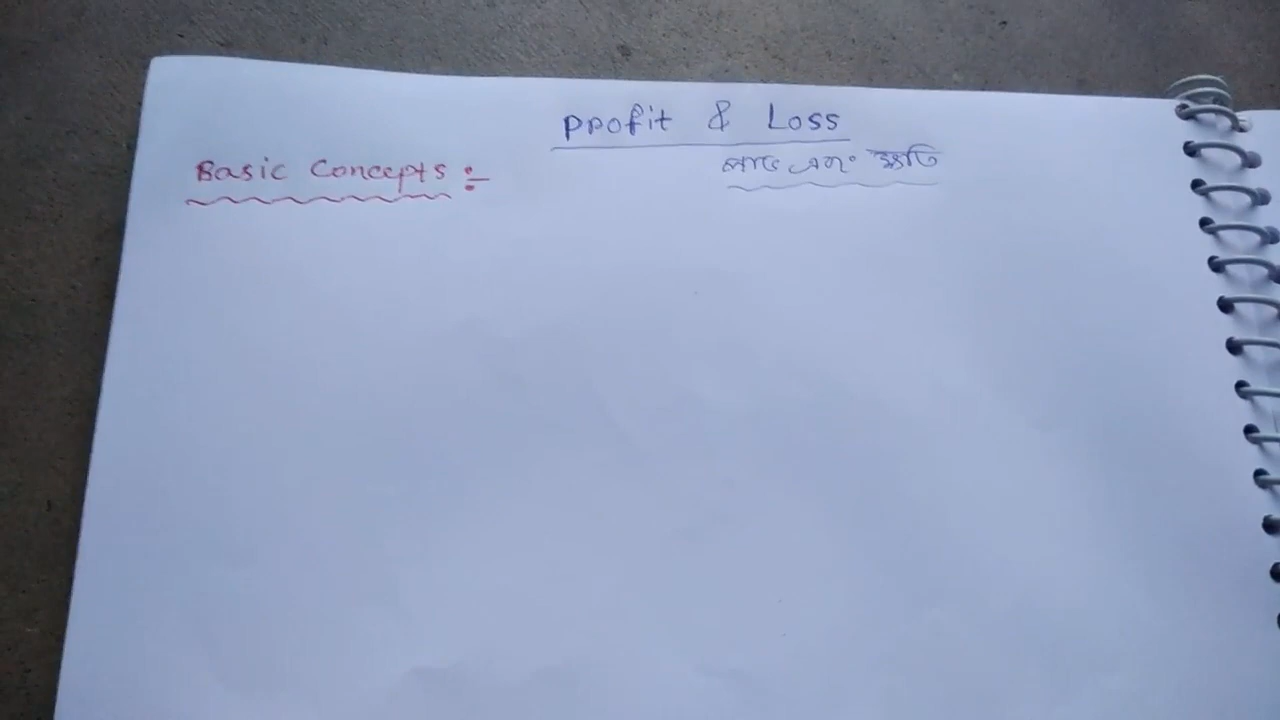 Profit & Loss
লাভ এবং ক্ষতি
Basic Concepts :-